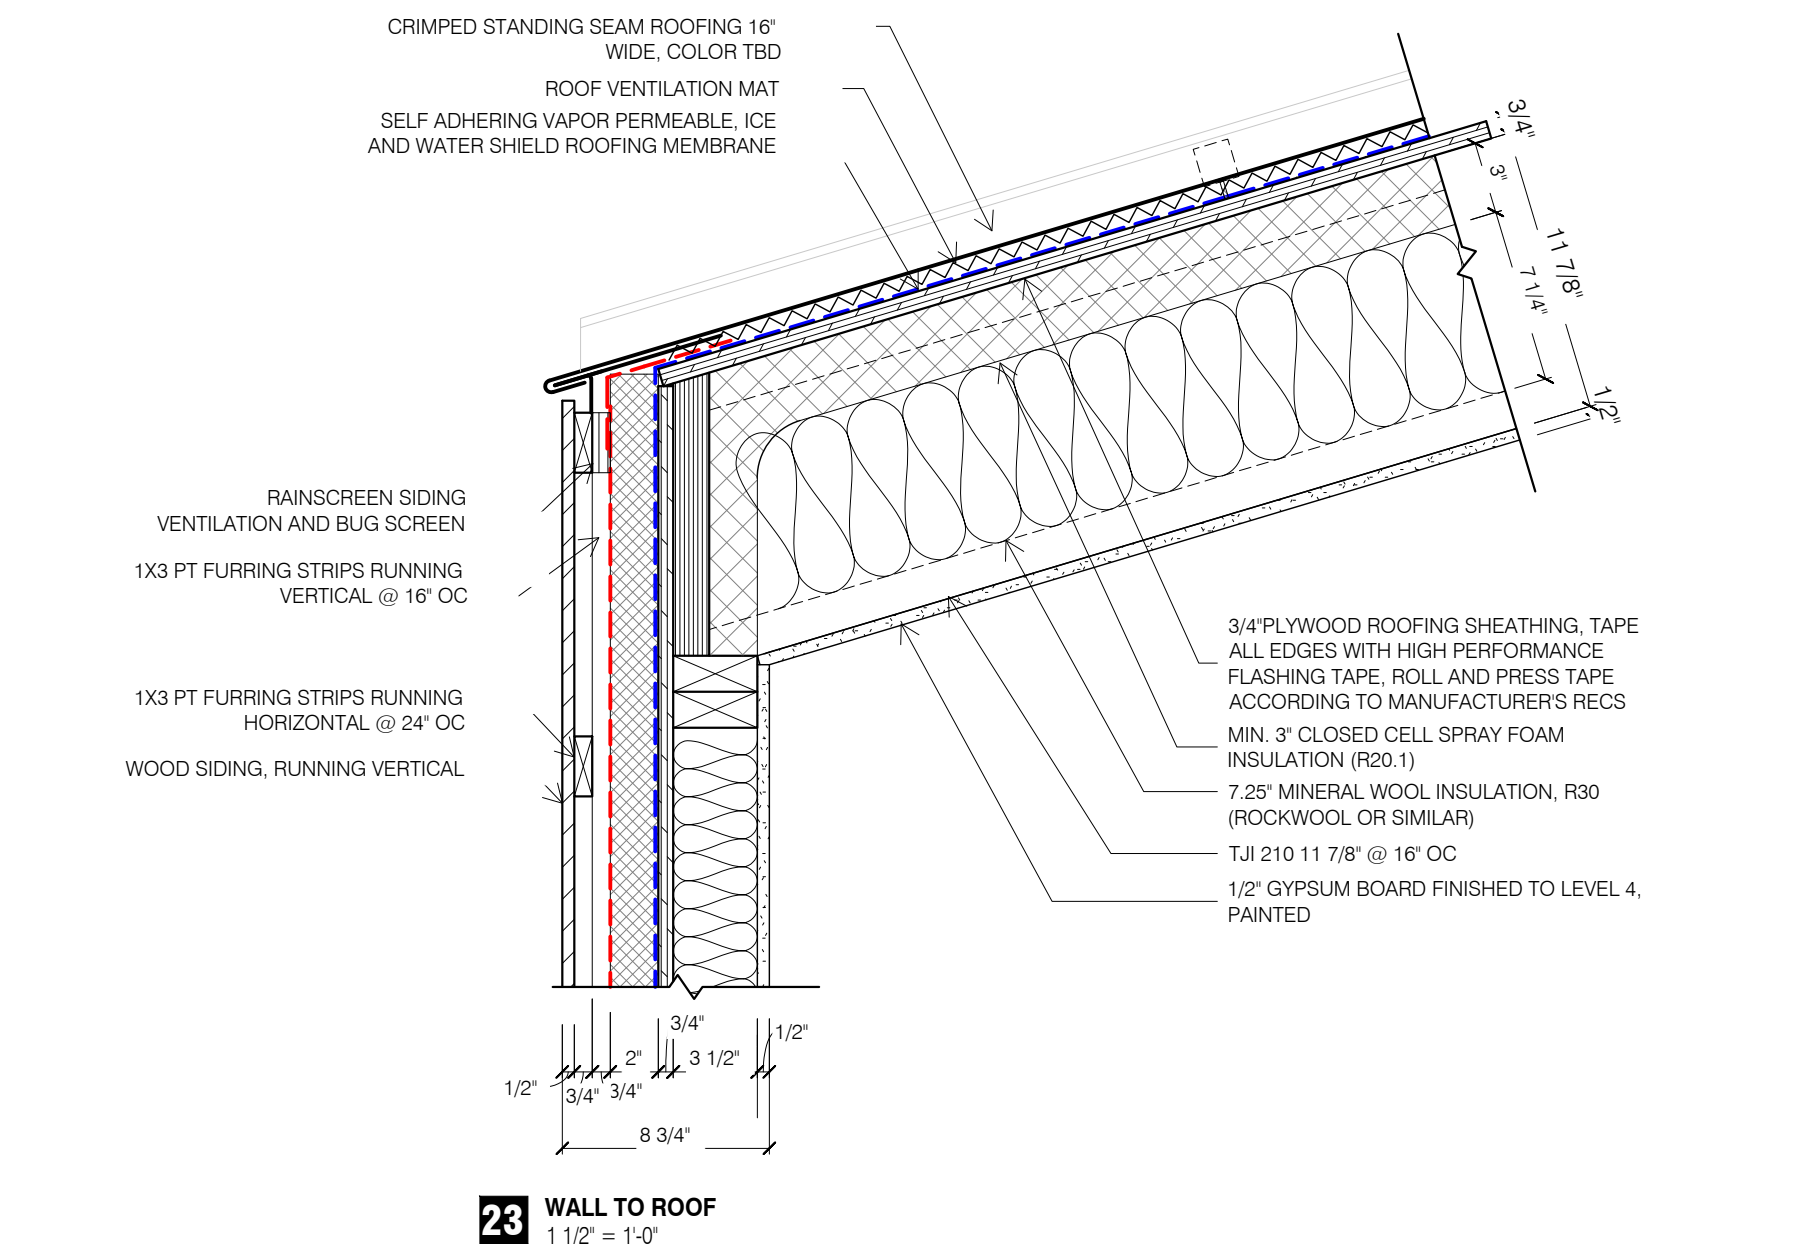 CRIMPED STANDING SEAM ROOFING 16"
WIDE, COLOR TBD
ROOF VENTILATION MAT
SELF ADHERING VAPOR PERMEABLE, ICE
AND WATER SHIELD ROOFING MEMBRANE
3/4"
3"
11 7/8"
7 1/4"
1/2"
RAINSCREEN SIDING
VENTILATION AND BUG SCREEN
1X3 PT FURRING STRIPS RUNNING
VERTICAL @ 16" OC
1X3 PT FURRING STRIPS RUNNING
HORIZONTAL @ 24" OC
WOOD SIDING, RUNNING VERTICAL
3/4"PLYWOOD ROOFING SHEATHING, TAPE
ALL EDGES WITH HIGH PERFORMANCE
FLASHING TAPE, ROLL AND PRESS TAPE
ACCORDING TO MANUFACTURER'S RECS
MIN. 3" CLOSED CELL SPRAY FOAM
INSULATION (R20.1)
7.25" MINERAL WOOL INSULATION, R30
(ROCKWOOL OR SIMILAR)
TJI 210 11 7/8" @ 16" OC
1/2" GYPSUM BOARD FINISHED TO LEVEL 4,
PAINTED
3/4"
1/2"
2"
3 1/2"
1/2"
3/4"
3/4"
8 3/4"
23
WALL TO ROOF
1 1/2" = 1'-0"